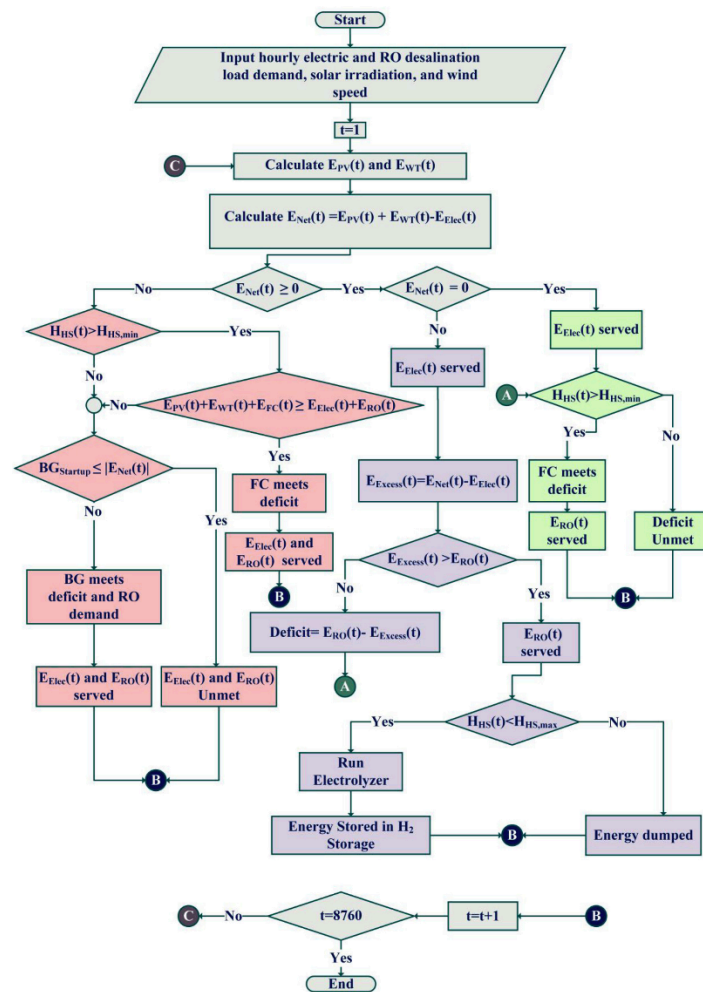 Start
Input hourly electric and RO desalination
load demand, solar irradiation, and wind
speed
t=1
C
Calculate E_PV(t) and E_WT(t)
Calculate E_Net(t) =E_PV(t) + E_WT(t)-E_Elec(t)
No
E_Net(t) ≥ 0
Yes
E_Net(t) = 0
Yes
H_HS(t)>H_HS,min
Yes
No
E_Elec(t) served
No
E_Elec(t) served
A
H_HS(t)>H_HS,min
No
E_PV(t)+E_WT(t)+E_FC(t) ≥ E_Elec(t)+E_RO(t)
Yes
No
BG_Startup ≤ |E_Net(t)|
Yes
FC meets
deficit
E_Excess(t)=E_Net(t)-E_Elec(t)
FC meets
deficit
No
Yes
E_Elec(t) and
E_RO(t) served
E_RO(t)
served
Deficit
Unmet
B
E_Excess(t) >E_RO(t)
B
No
Yes
BG meets
deficit and RO
demand
Deficit= E_RO(t)- E_Excess(t)
E_RO(t)
served
A
E_Elec(t) and E_RO(t)
served
E_Elec(t) and E_RO(t)
Unmet
Yes
H_HS(t)<H_HS,max
No
B
Run
Electrolyzer
Energy Stored in H₂
Storage
B
Energy dumped
C
No
t=8760
t=t+1
B
Yes
End